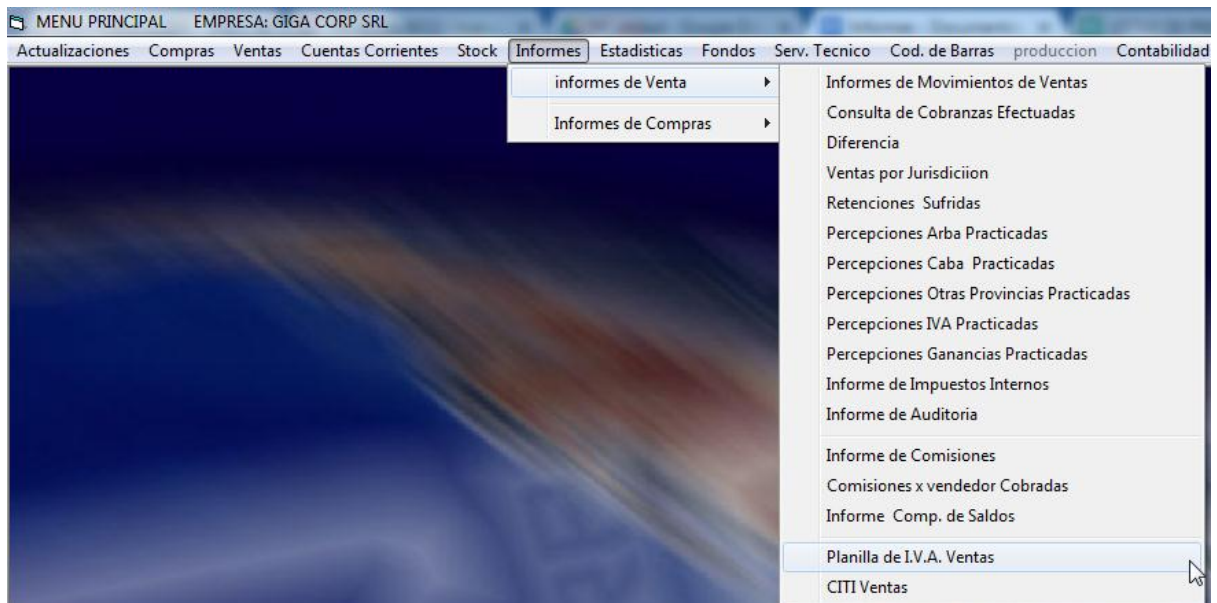 MENU PRINCIPAL EMPRESA: GIGA CORP SRL
Actualizaciones Compras Ventas Cuentas Corrientes Stock Informes Estadisticas Fondos Serv. Tecnico Cod. de Barras produccion Contabilidad
informes de Venta
Informes de Compras
Informes de Movimientos de Ventas
Consulta de Cobranzas Efectuadas
Diferencia
Ventas por Jurisdiciion
Retenciones Sufridas
Percepciones Arba Practicadas
Percepciones Caba Practicadas
Percepciones Otras Provincias Practicadas
Percepciones IVA Practicadas
Percepciones Ganancias Practicadas
Informe de Impuestos Internos
Informe de Auditoria
Informe de Comisiones
Comisiones x vendedor Cobradas
Informe Comp. de Saldos
Planilla de I.V.A. Ventas
CITI Ventas